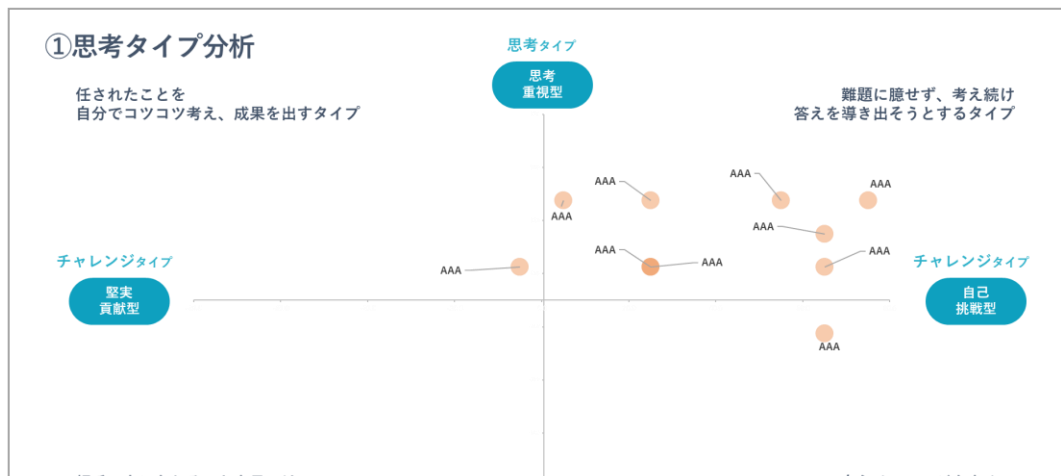 ①思考タイプ分析
思考タイプ
思考
重視型
任されたことを
自分でコツコツ考え、成果を出すタイプ
難題に臆せず、考え続け
答えを導き出そうとするタイプ
AAA
AAA
AAA
AAA
AAA
AAA
AAA
AAA
AAA
AAA
チャレンジタイプ
堅実
貢献型
チャレンジタイプ
自己
挑戦型